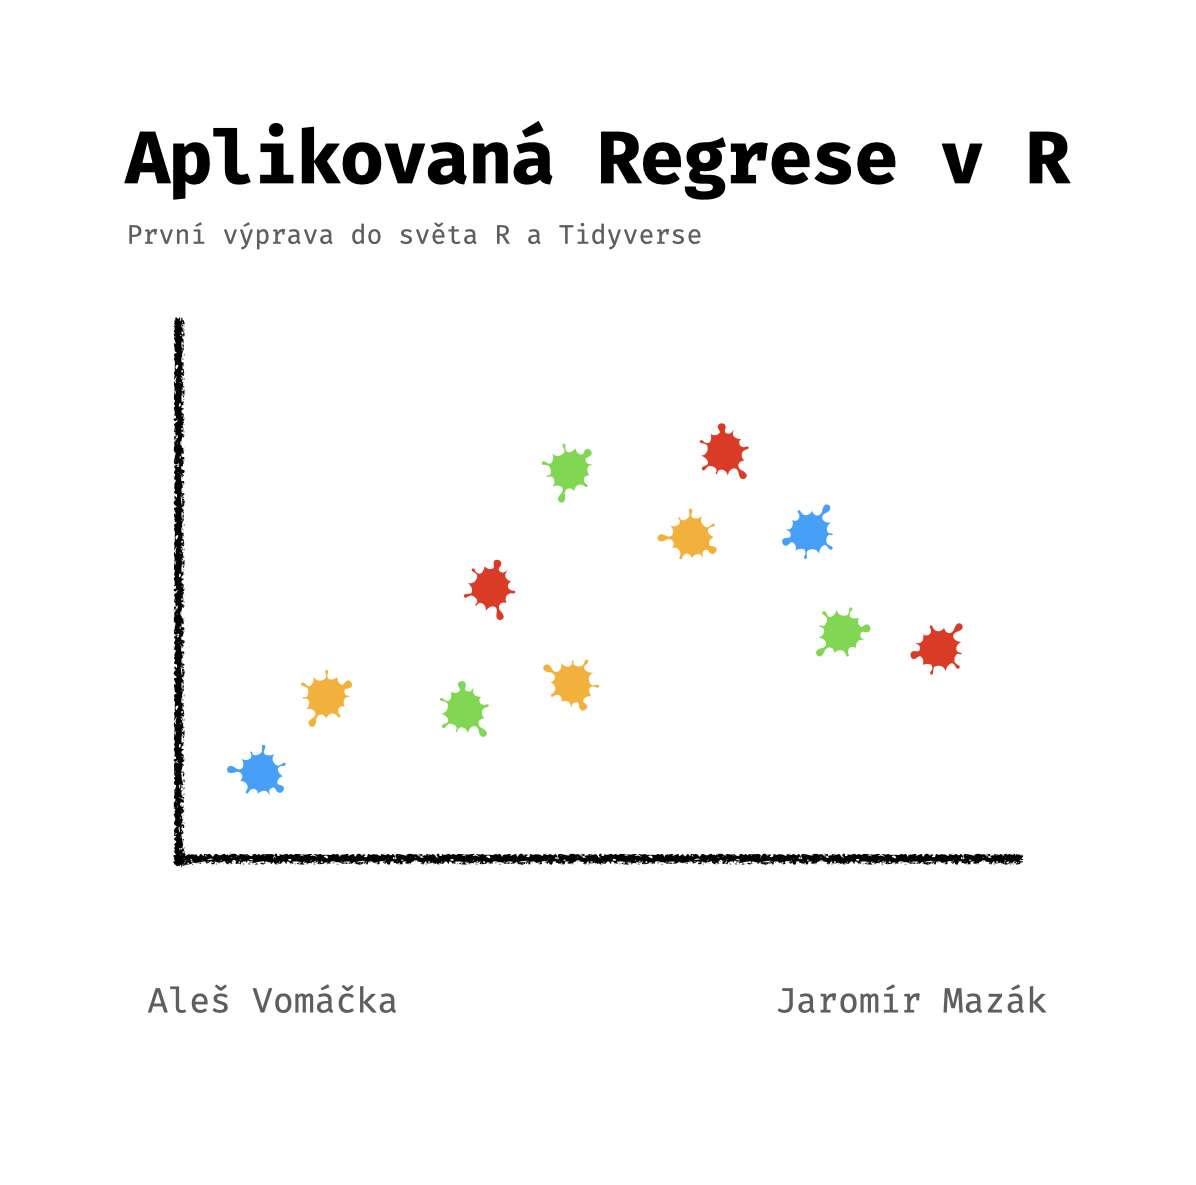 Aplikovaná Regrese v R
První výprava do světa R a Tidyverse
Aleš Vomáčka
Jaromír Mazák